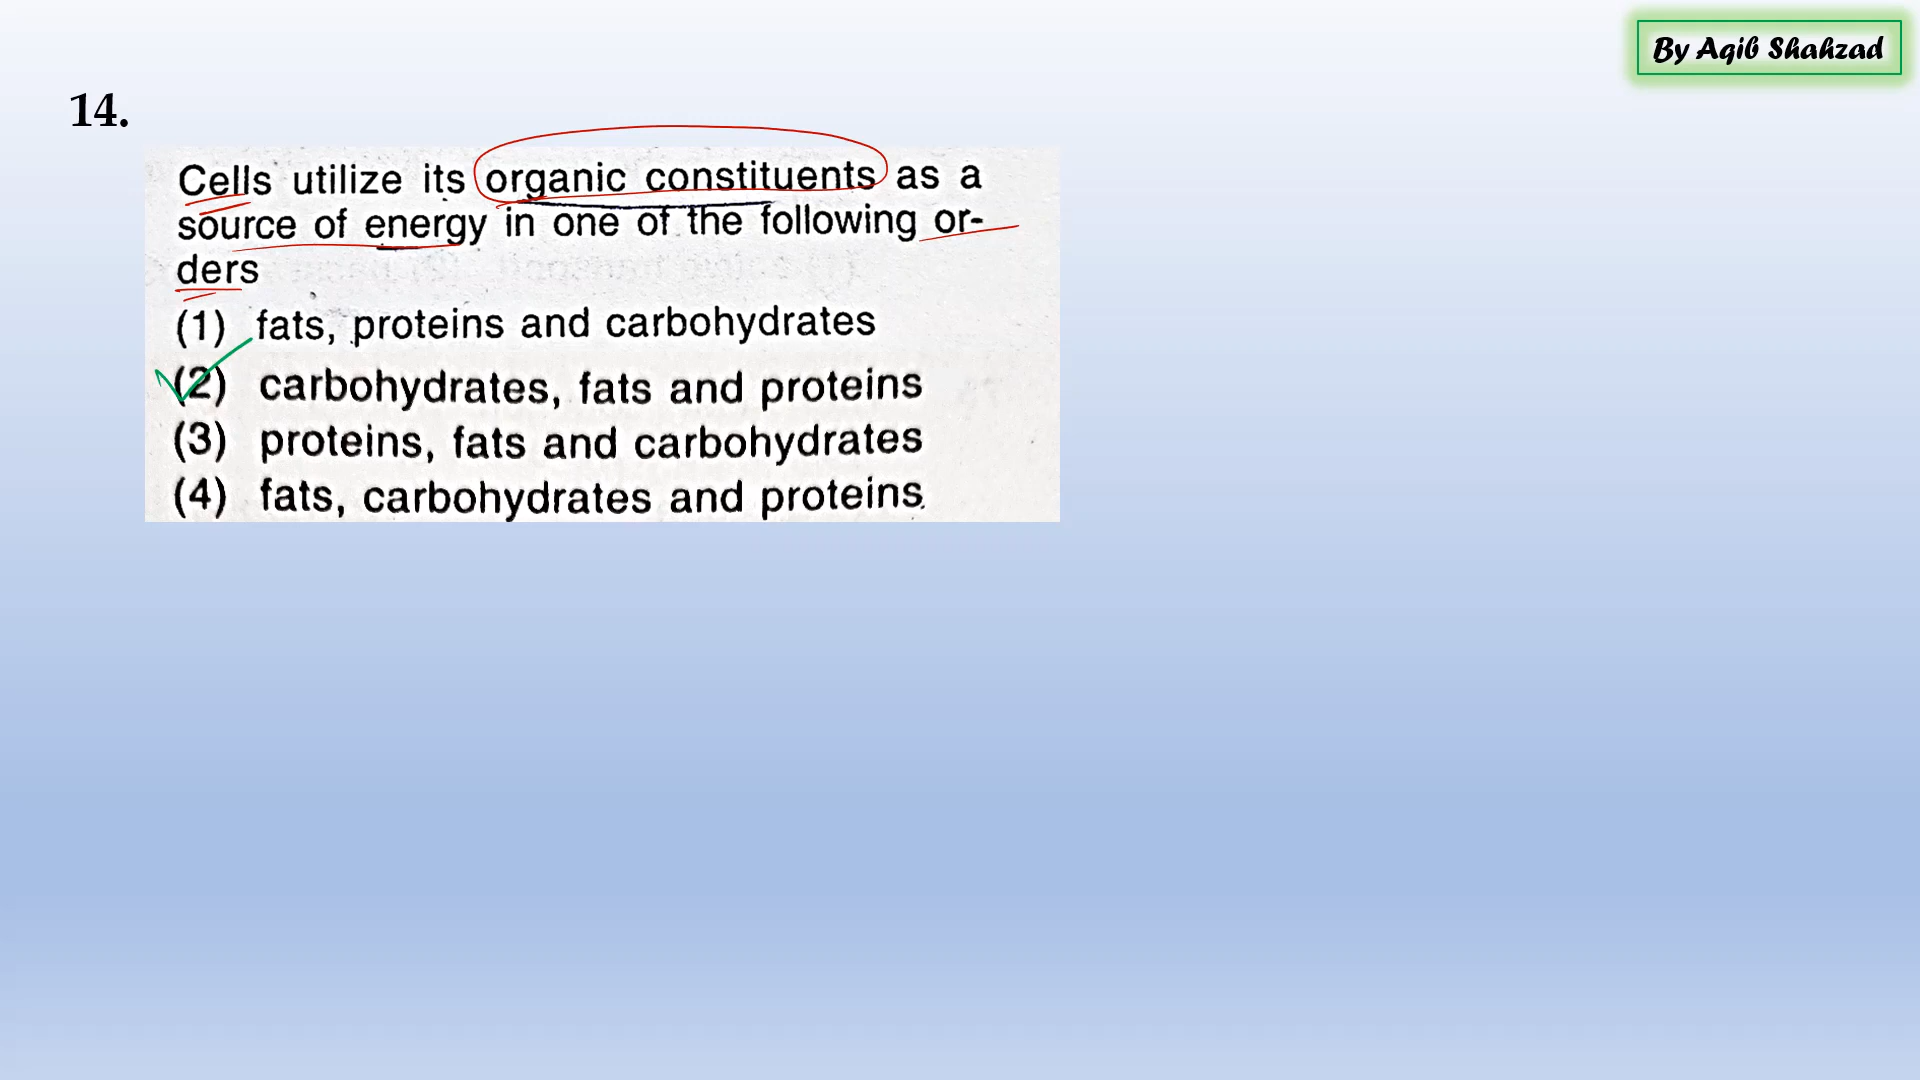 By Aqib Shahzad
14.
Cells utilize its organic constituents as a
source of energy in one of the following or-
ders
(1) fats, proteins and carbohydrates
(2) carbohydrates, fats and proteins
(3) proteins, fats and carbohydrates
(4) fats, carbohydrates and proteins.